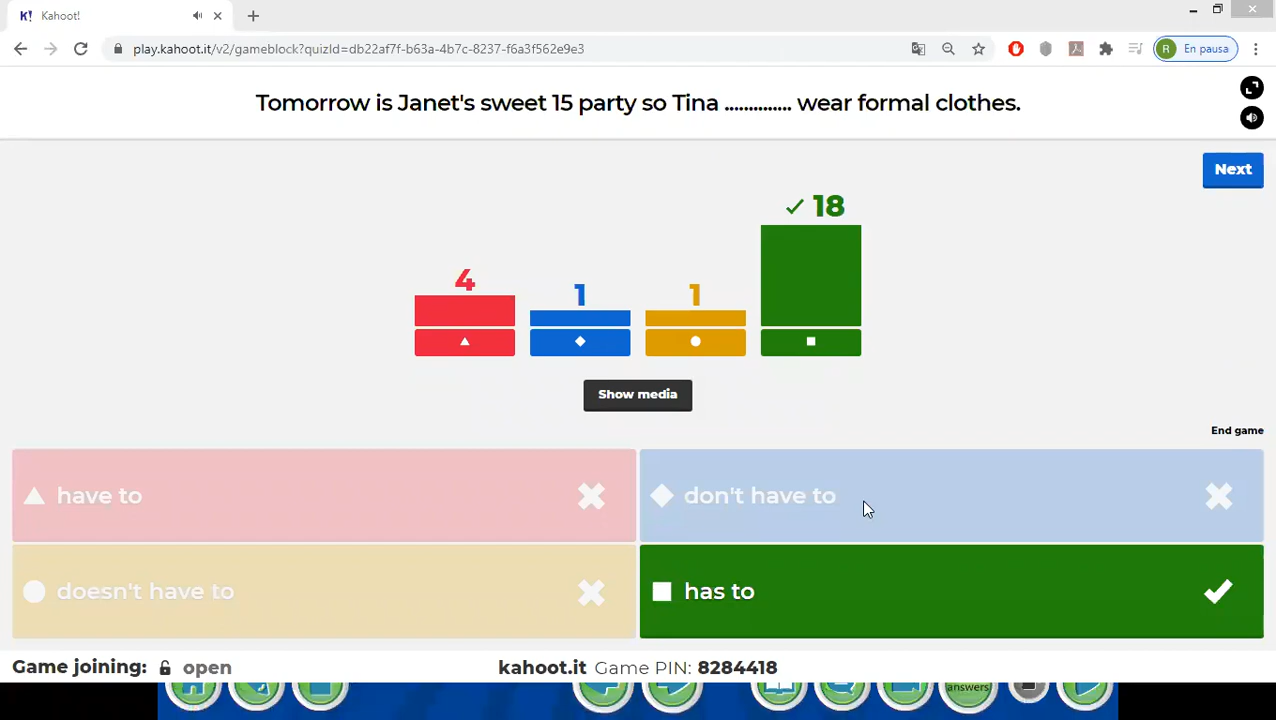 K! Kahoot!
play.kahoot.it/v2/gameblock?quizId=db22af7f-b63a-4b7c-8237-f6a3f562e9e3
R En pausa
Tomorrow is Janet's sweet 15 party so Tina .............. wear formal clothes.
Next
4
1
1
18
Show media
End game
have to
don't have to
doesn't have to
has to
Game joining: open
kahoot.it Game PIN: 8284418
answers